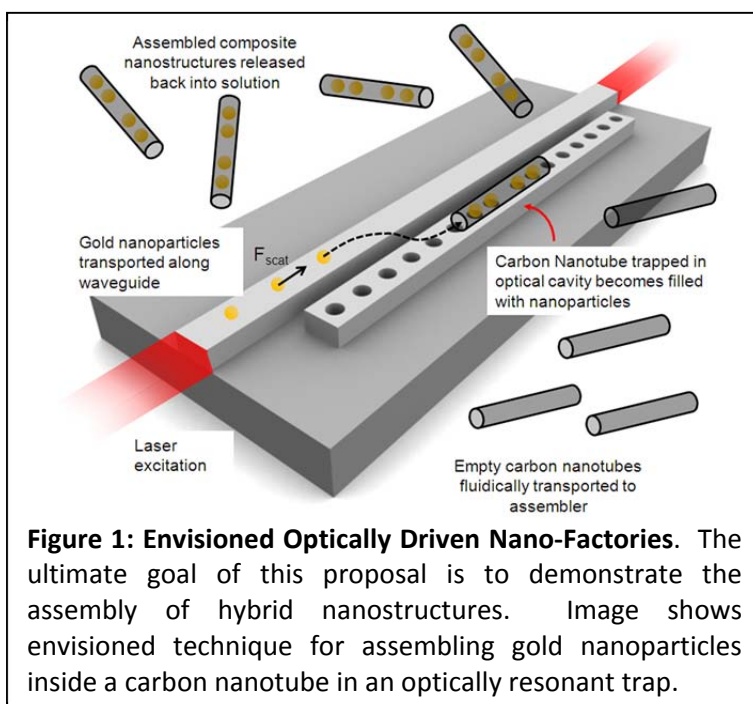 Assembled composite
nanostructures released
back into solution
Gold nanoparticles
transported along
waveguide
Fscat
Carbon Nanotube trapped in
optical cavity becomes filled
with nanoparticles
Laser
excitation
Empty carbon nanotubes
fluidically transported to
assembler
Figure 1: Envisioned Optically Driven Nano-Factories. The
ultimate goal of this proposal is to demonstrate the
assembly of hybrid nanostructures. Image shows
envisioned technique for assembling gold nanoparticles
inside a carbon nanotube in an optically resonant trap.